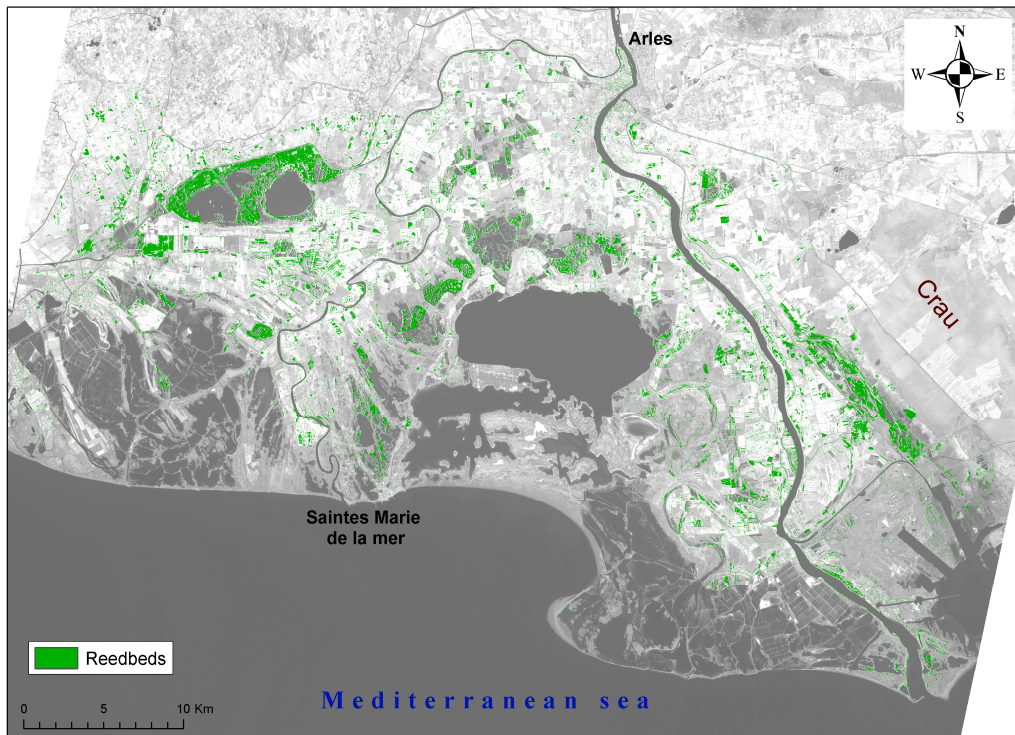 Arles
N
W
E
S
Crau
Saintes Marie
de la mer
Reedbeds
Mediterranean sea
0 5 10 Km